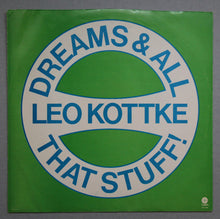 DREAMS & ALL
LEO KOTTKE
THAT STUFF!